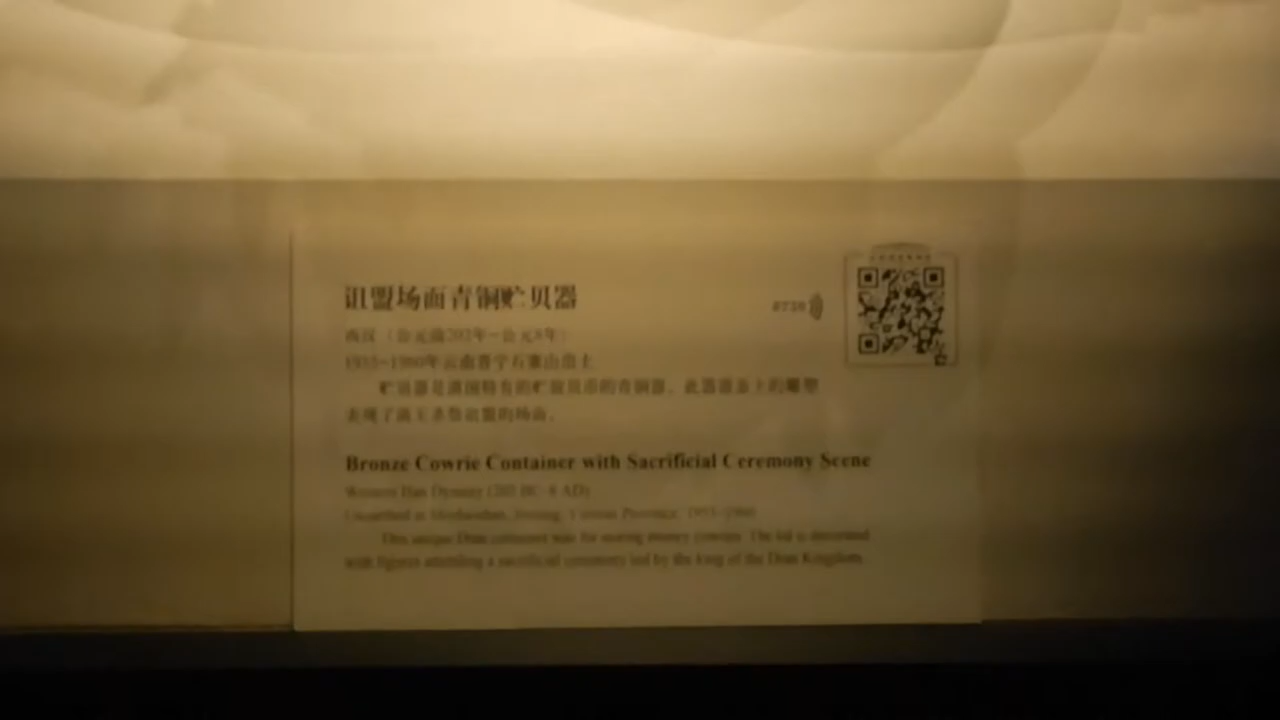 诅盟场面青铜贮贝器
西汉（公元前202年－公元8年）
1955~1960年云南晋宁石寨山出土
贮贝器是滇国特有的贮放贝币的青铜器。此器器盖上的雕塑
表现了滇王杀祭诅盟的场面。
Bronze Cowrie Container with Sacrificial Ceremony Scene
Western Han Dynasty (202 BC-8 AD)
Unearthed at Shizhaishan, Jinning, Yunnan Province, 1955-1960
This unique Dian container was for storing money cowries. The lid is decorated
with figures attending a sacrificial ceremony led by the king of the Dian Kingdom.